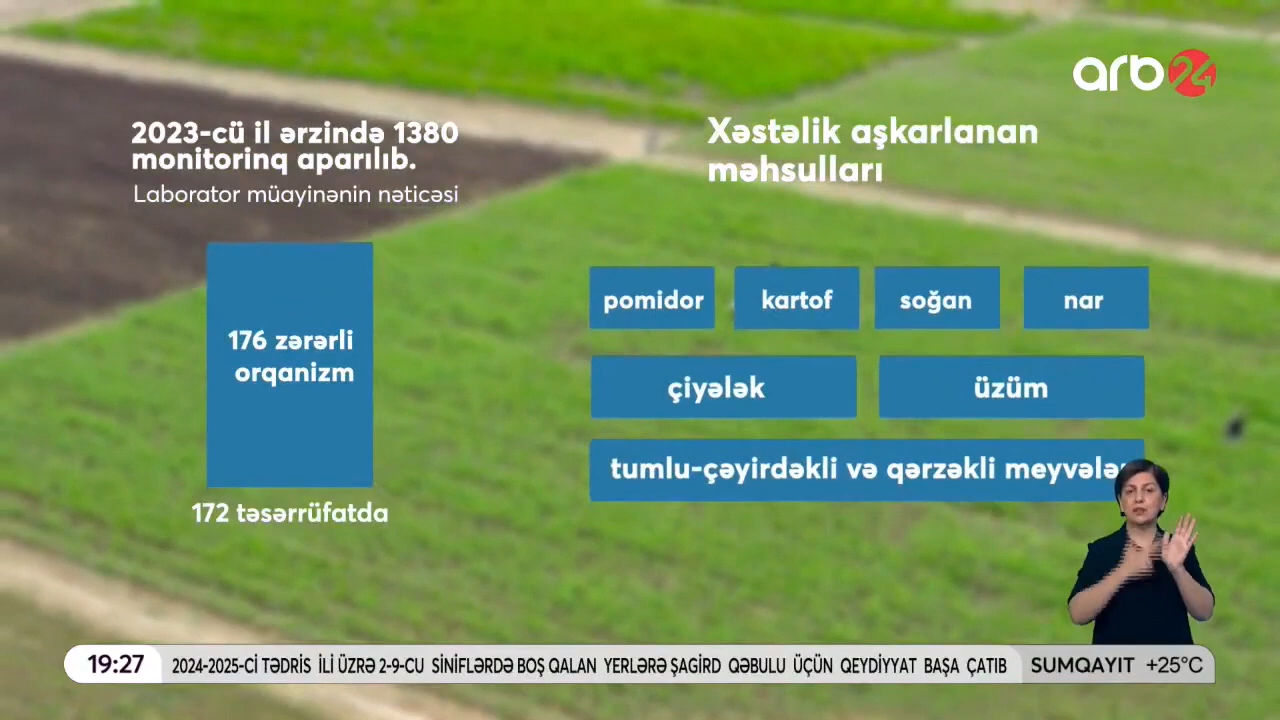 arb 24
2023-cü il ərzində 1380
monitorinq aparılıb.
Laborator müayinənin nəticəsi
176 zərərli
orqanizm
172 təsərrüfatda
Xəstəlik aşkarlanan
məhsulları
pomidor
kartof
soğan
nar
çiyələk
üzüm
tumlu-çəyirdəkli və qərzəkli
19:27
2024-2025-Cİ TƏDRİS İLİ ÜZRƏ 2-9-CU SİNİFLƏRDƏ BOŞ QALAN YERLƏRƏ ŞAGİRD QƏBULU ÜÇÜN QEYDİYYAT BAŞA ÇATIB
SUMQAYIT +25°C